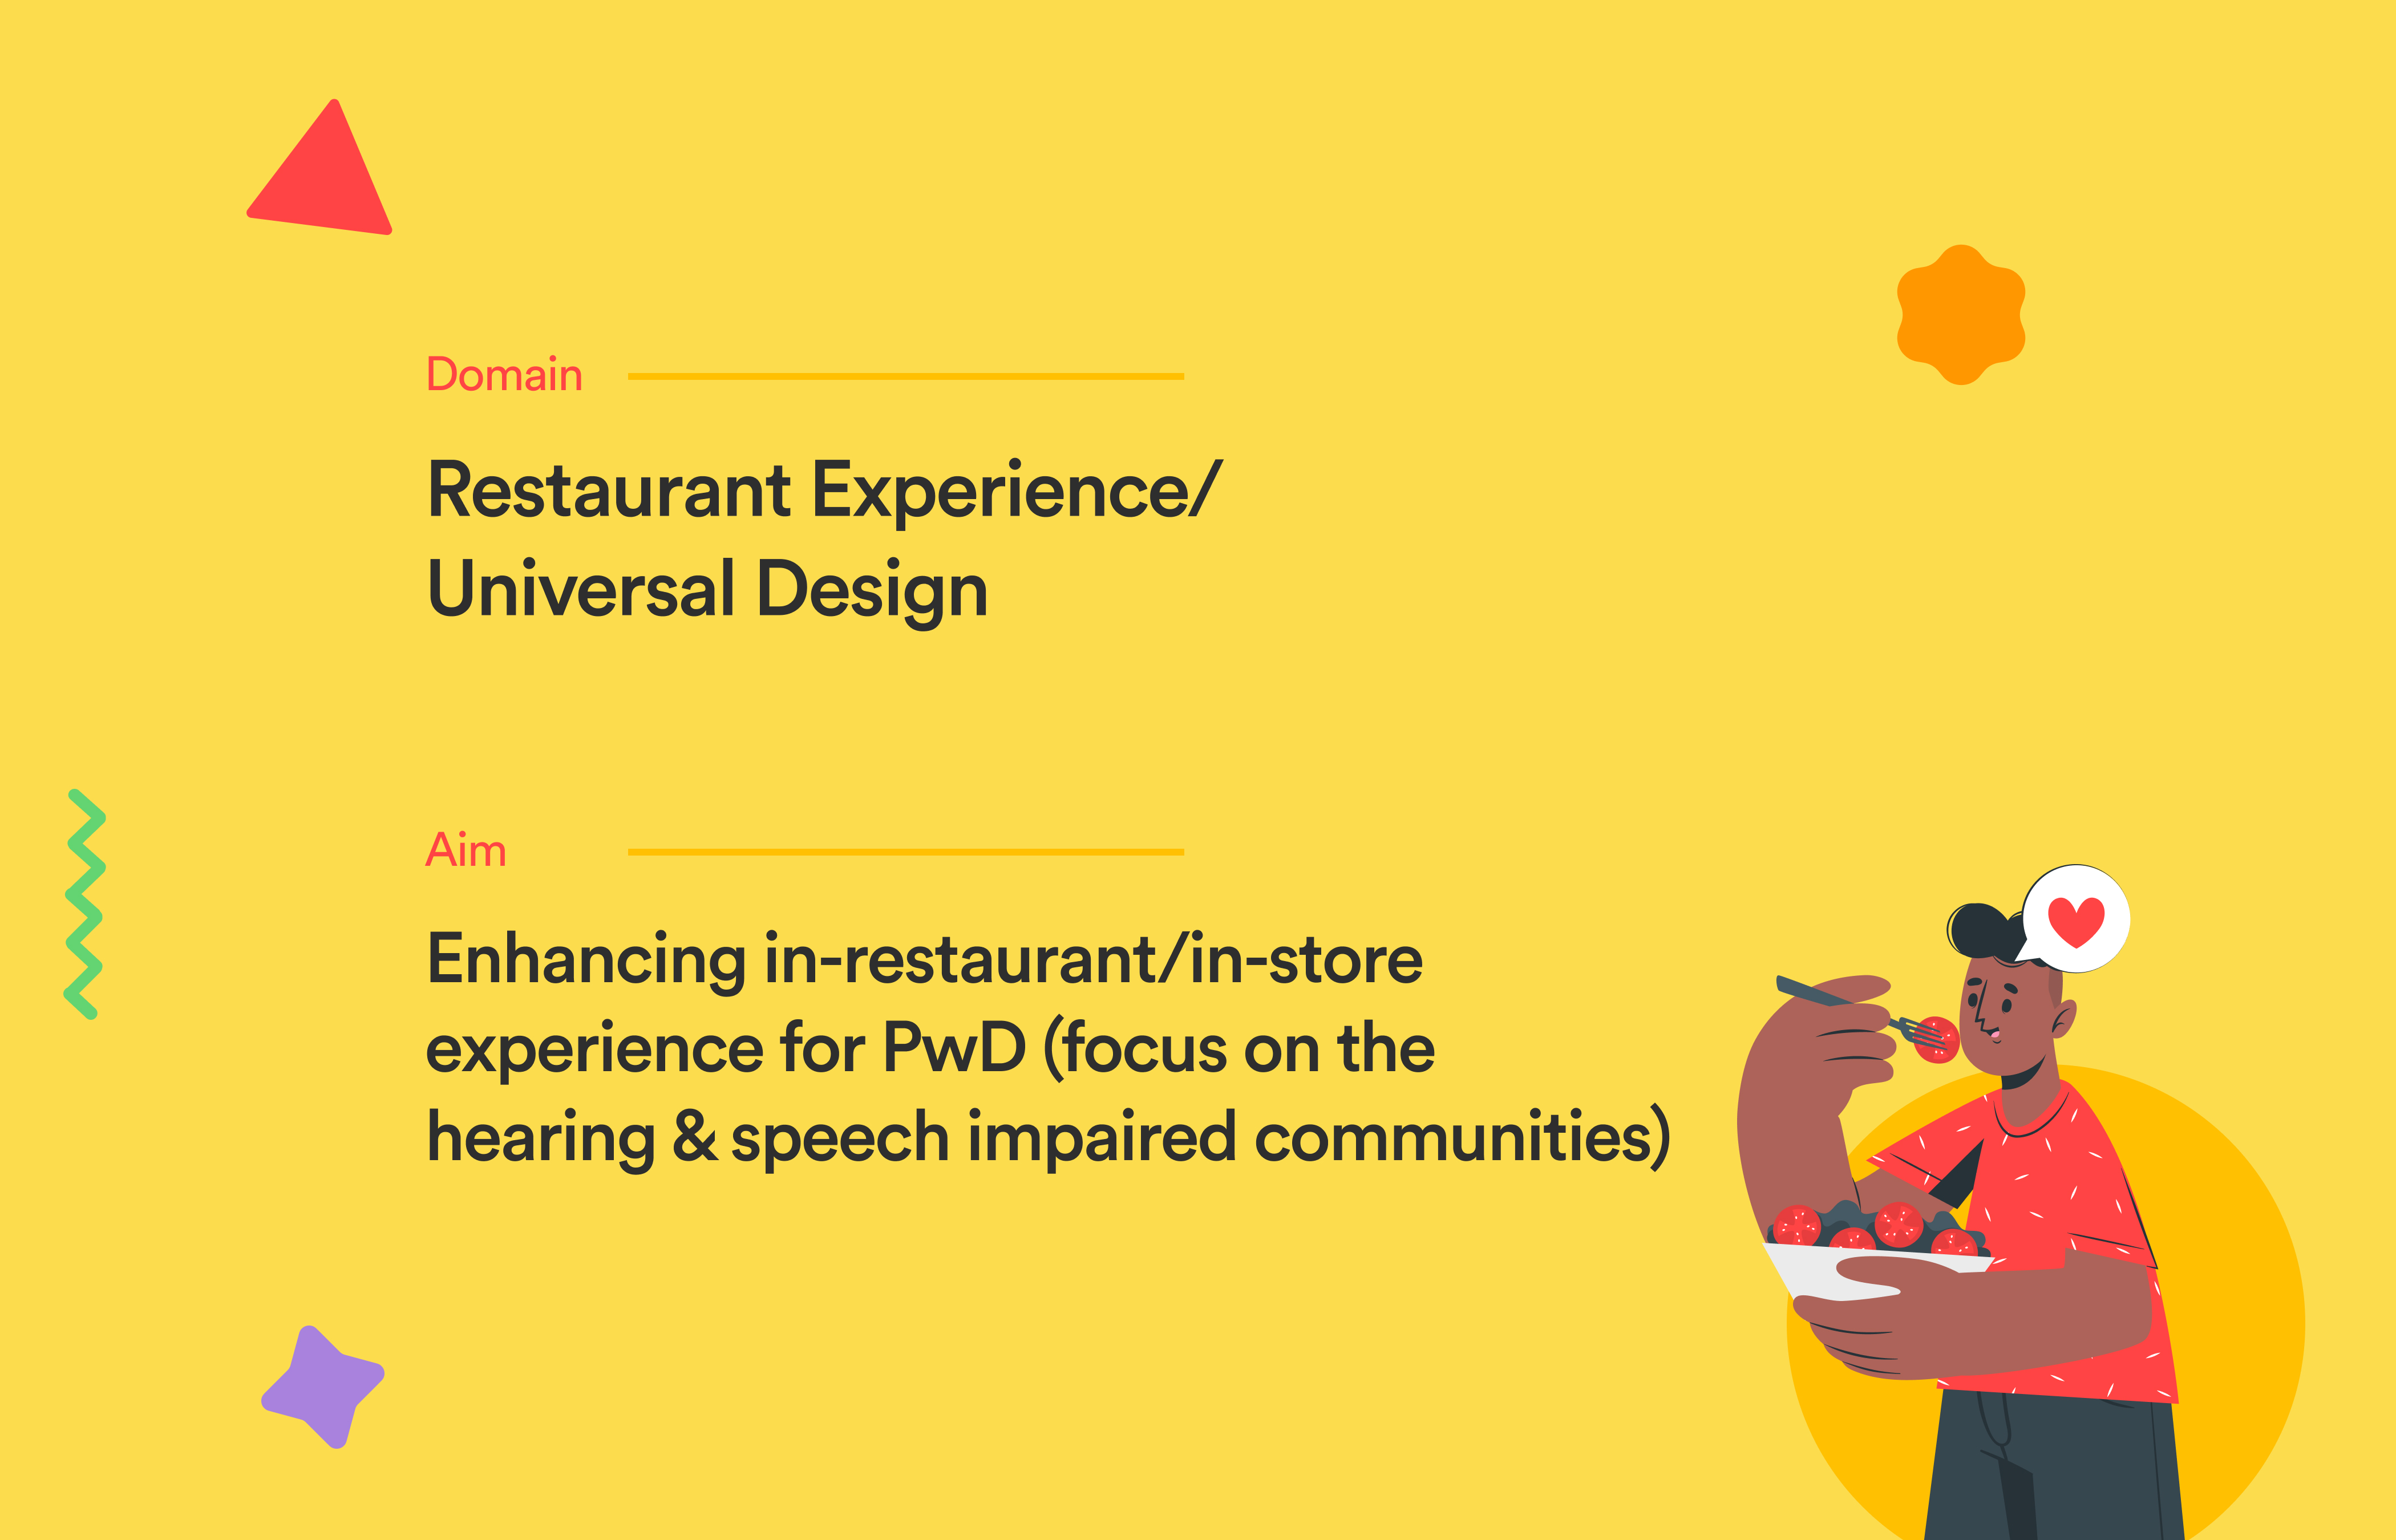 Domain
Restaurant Experience/
Universal Design
Aim
Enhancing in-restaurant/in-store
experience for PwD (focus on the
hearing & speech impaired communities)